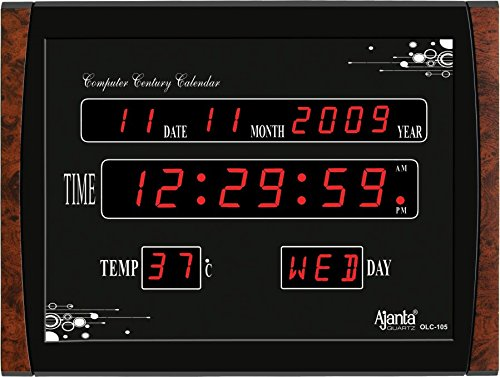 Computer Century Calendar
11 DATE 11 MONTH 2009 YEAR
AM
TIME 12:29:59.
PM
TEMP 37°C WED DAY
Ajanta
QUARTZ OLC-105